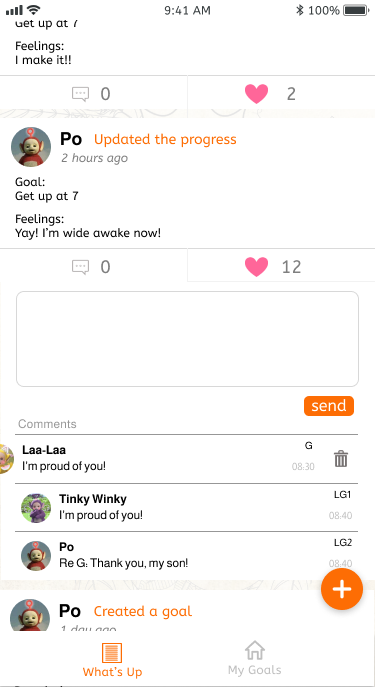 9:41 AM 100%
Get up at 7
Feelings:
I make it!!
0 2
Po Updated the progress
2 hours ago
Goal:
Get up at 7
Feelings:
Yay! I'm wide awake now!
0 12
send
Comments
Laa-Laa G
I'm proud of you! 08:30
Tinky Winky LG1
I'm proud of you! 08:40
Po LG2
Re G: Thank you, my son! 08:40
Po Created a goal
1 day ago
What's Up My Goals